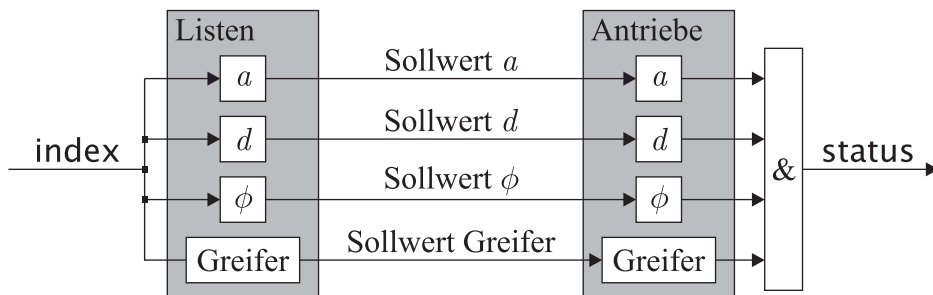 Listen
Antriebe
a
Sollwert a
a
d
Sollwert d
d
index
&
status
ϕ
Sollwert ϕ
ϕ
Greifer
Sollwert Greifer
Greifer